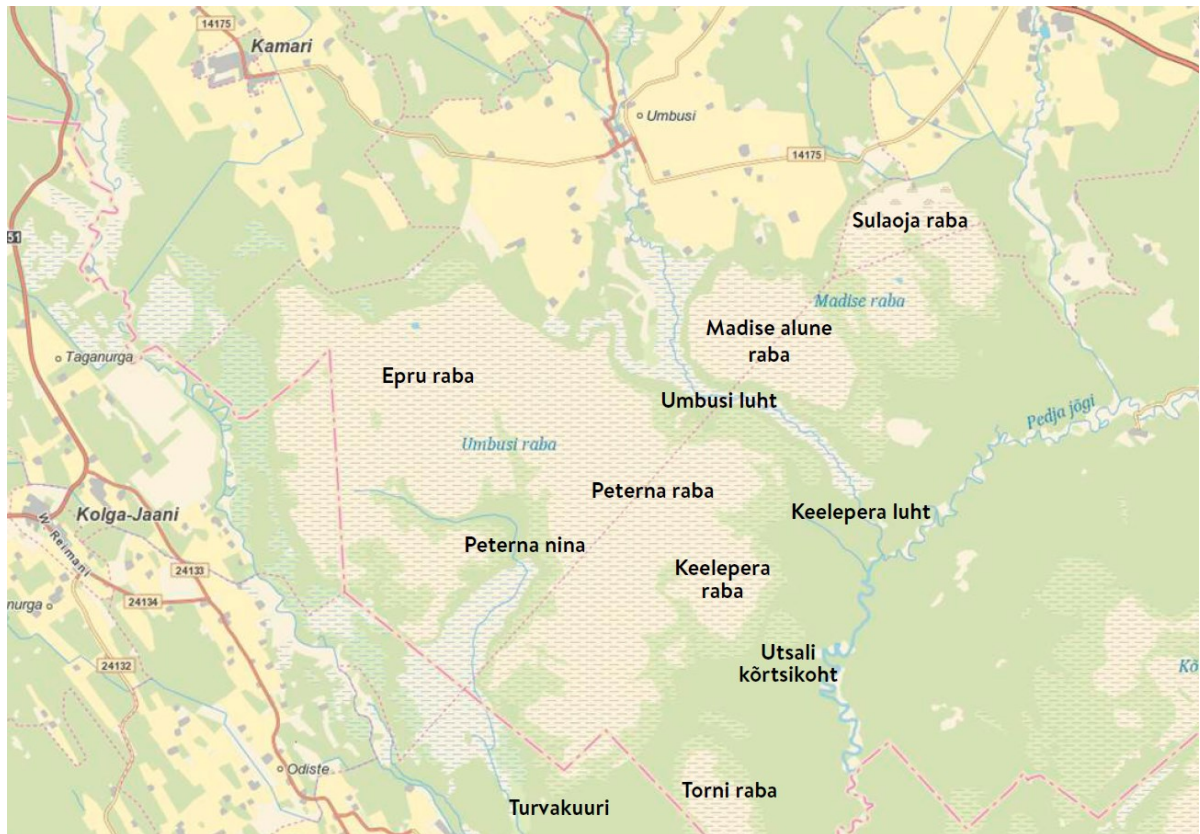 14175
Kamari
Umbusi
14175
Sulaoja raba
51
Madise raba
Madise alune
raba
Taganurga
Epru raba
Umbusi luht
Pedja jõgi
Umbusi raba
Peterna raba
Kolga-Jaani
Keelepera luht
W. Reimani
Peterna nina
Keelepera
raba
24133
24134
nurga
Utsali
kõrtsikoht
24132
Kõ
Odiste
Torni raba
Turvakuuri